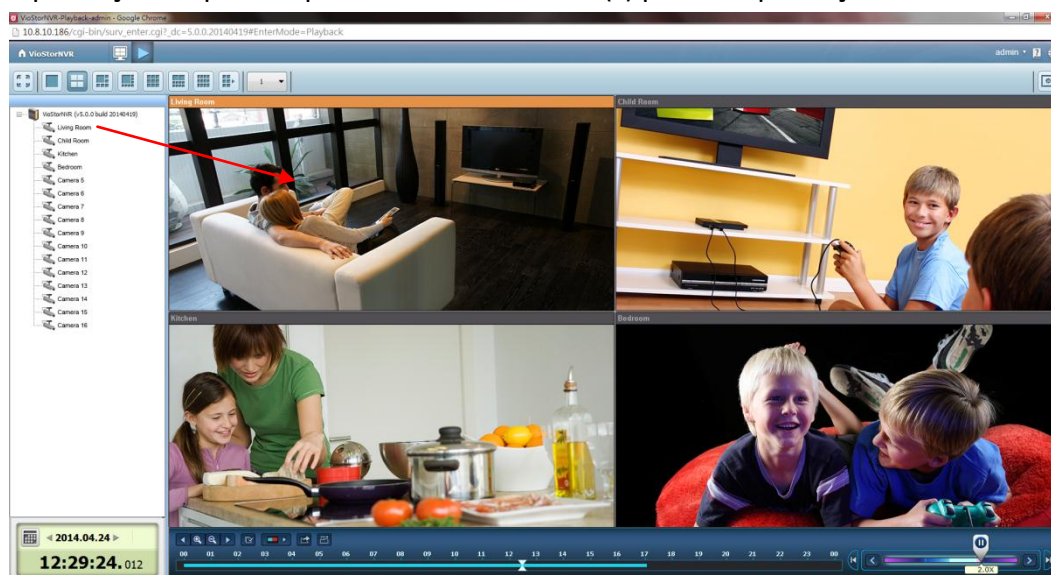 VioStorNVR-Playback-admin - Google Chrome
10.8.10.186/cgi-bin/surv_enter.cgi?_dc=5.0.0.20140419#EnterMode=Playback
VioStorNVR
admin
1
VioStorNVR (v5.0.0 build 20140419)
Living Room
Child Room
Kitchen
Bedroom
Camera 5
Camera 6
Camera 7
Camera 8
Camera 9
Camera 10
Camera 11
Camera 12
Camera 13
Camera 14
Camera 15
Camera 16
Living Room
Child Room
Kitchen
Bedroom
2014.04.24
12:29:24.012
00 01 02 03 04 05 06 07 08 09 10 11 12 13 14 15 16 17 18 19 20 21 22 23 00
2.0X